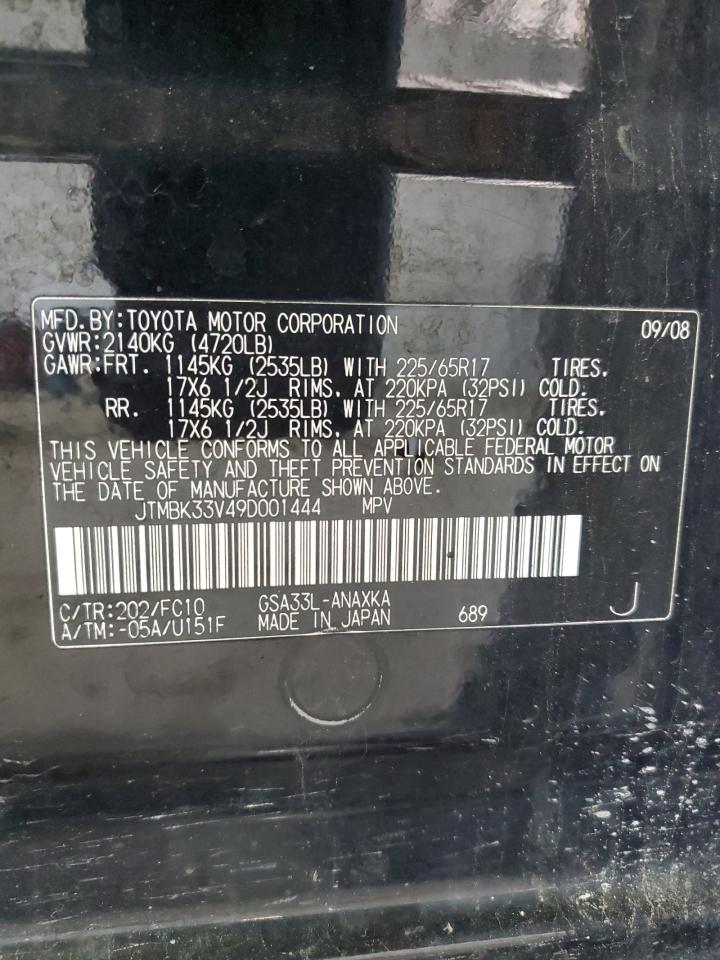 MFD.BY:TOYOTA MOTOR CORPORATION 09/08
GVWR:2140KG (4720LB)
GAWR:FRT. 1145KG (2535LB) WITH 225/65R17 TIRES.
17X6 1/2J RIMS. AT 220KPA (32PSI) COLD.
RR. 1145KG (2535LB) WITH 225/65R17 TIRES.
17X6 1/2J RIMS. AT 220KPA (32PSI) COLD.
THIS VEHICLE CONFORMS TO ALL APPLICABLE FEDERAL MOTOR
VEHICLE SAFETY AND THEFT PREVENTION STANDARDS IN EFFECT ON
THE DATE OF MANUFACTURE SHOWN ABOVE.
JTMBK33V49D001444 MPV
C/TR:202/FC10 GSA33L-ANAXKA
A/TM:-05A/U151F MADE IN JAPAN 689 J